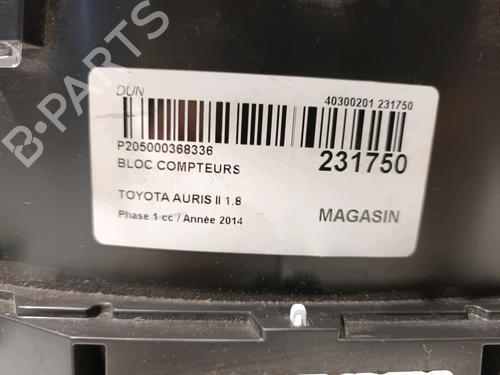 DUN
40300201 231750
P205000368336
BLOC COMPTEURS
231750
TOYOTA AURIS II 1.8
Phase 1 cc / Année 2014
MAGASIN
B-PARTS